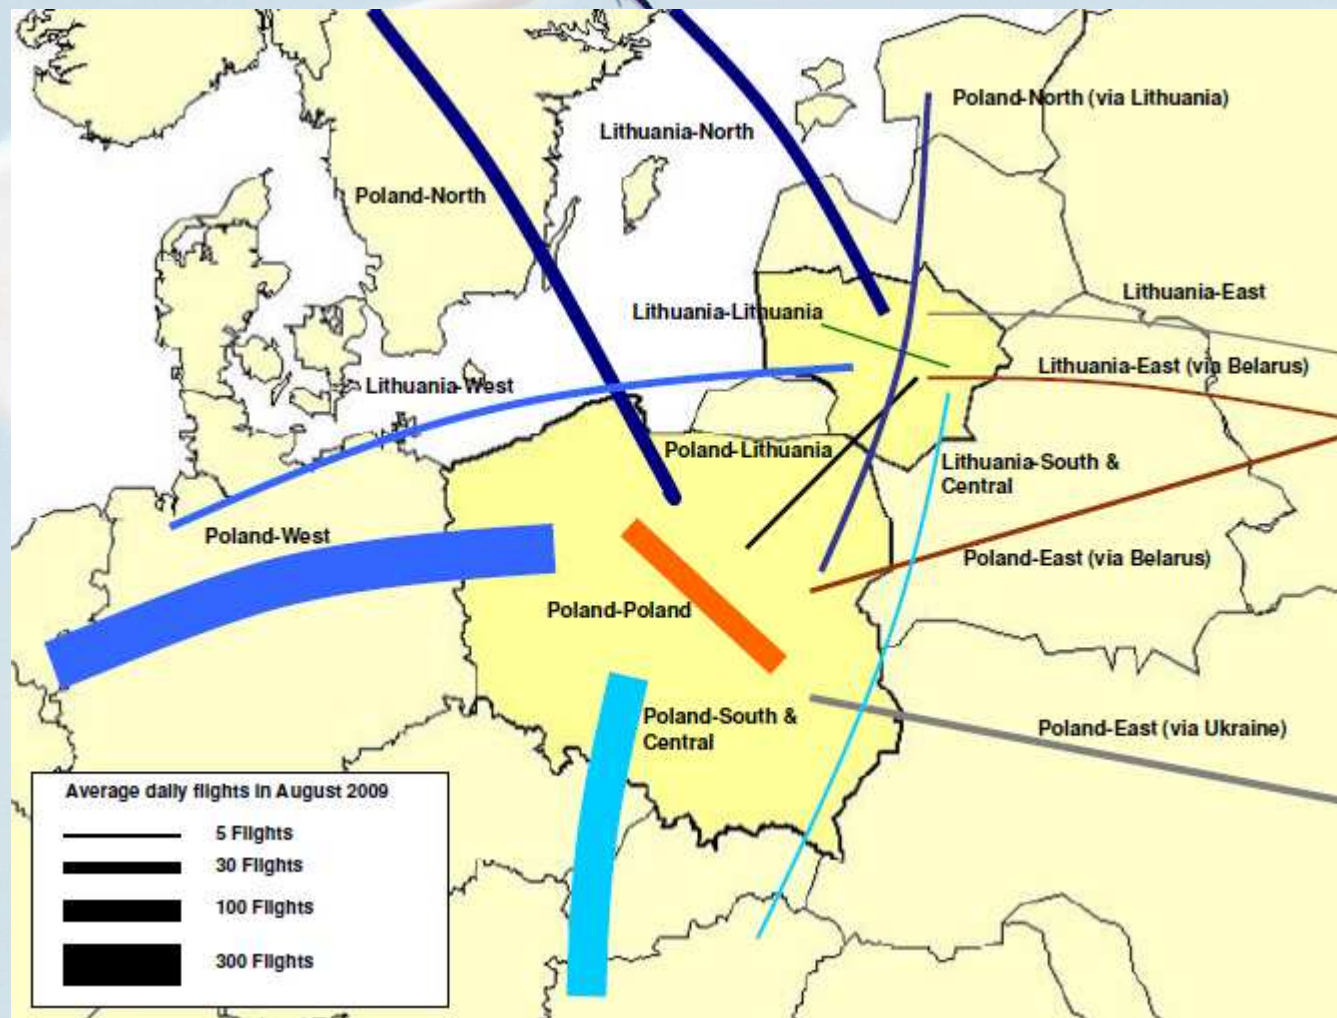 Poland-North (via Lithuania)
Lithuania-North
Poland-North
Lithuania-East
Lithuania-Lithuania
Lithuania-East (via Belarus)
Lithuania-West
Poland-Lithuania
Lithuania-South &
Central
Poland-West
Poland-East (via Belarus)
Poland-Poland
Poland-South &
Central
Poland-East (via Ukraine)
Average daily flights in August 2009
5 Flights
30 Flights
100 Flights
300 Flights